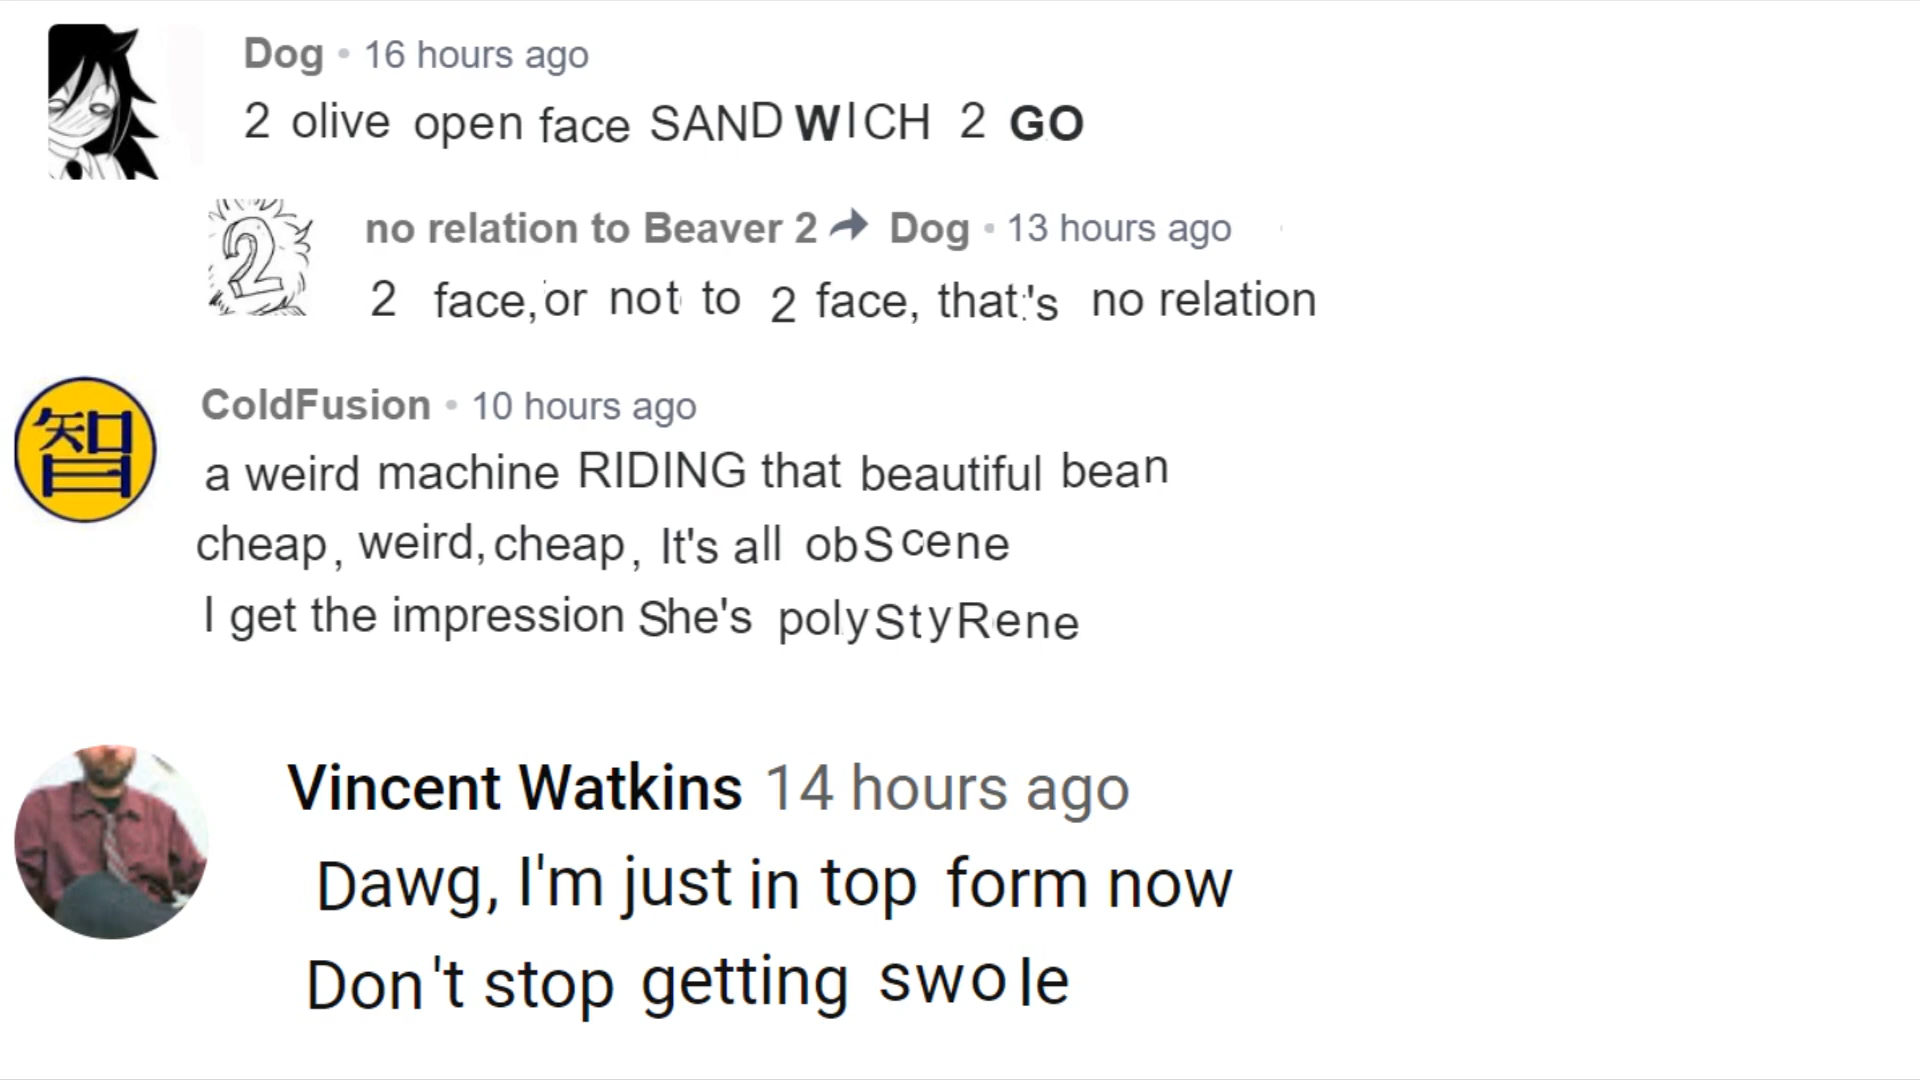 Dog • 16 hours ago
2 olive open face SANDWICH 2 GO
2
no relation to Beaver 2 Dog • 13 hours ago
2 face, or not to 2 face, that's no relation
智
ColdFusion • 10 hours ago
a weird machine RIDING that beautiful bean
cheap, weird, cheap, It's all obScene
I get the impression She's polyStyRene
Vincent Watkins 14 hours ago
Dawg, I'm just in top form now
Don't stop getting swole